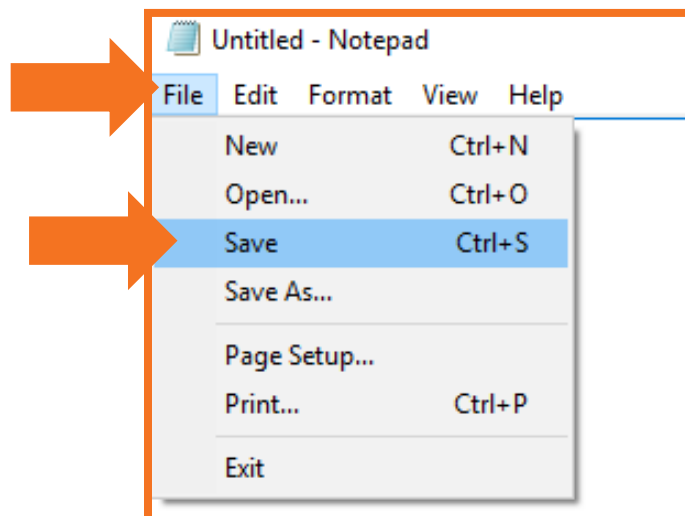 Untitled - Notepad
File Edit Format View Help
New Ctrl+N
Open... Ctrl+O
Save Ctrl+S
Save As...
Page Setup...
Print... Ctrl+P
Exit